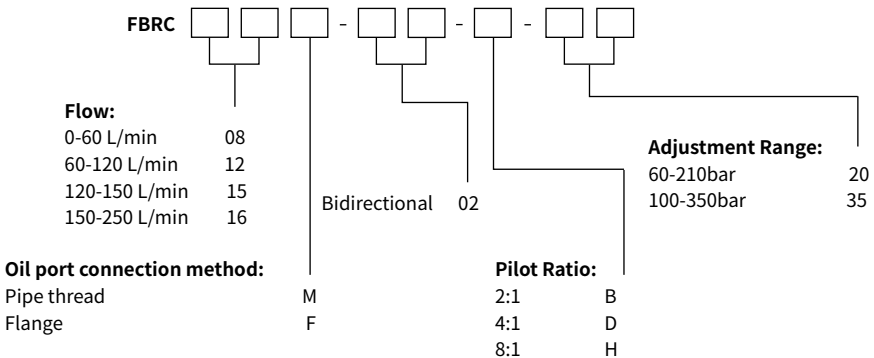 FBRC - - -
Flow:
0-60 L/min 08
60-120 L/min 12
120-150 L/min 15
150-250 L/min 16
Bidirectional 02
Adjustment Range:
60-210bar 20
100-350bar 35
Oil port connection method:
Pipe thread M
Flange F
Pilot Ratio:
2:1 B
4:1 D
8:1 H